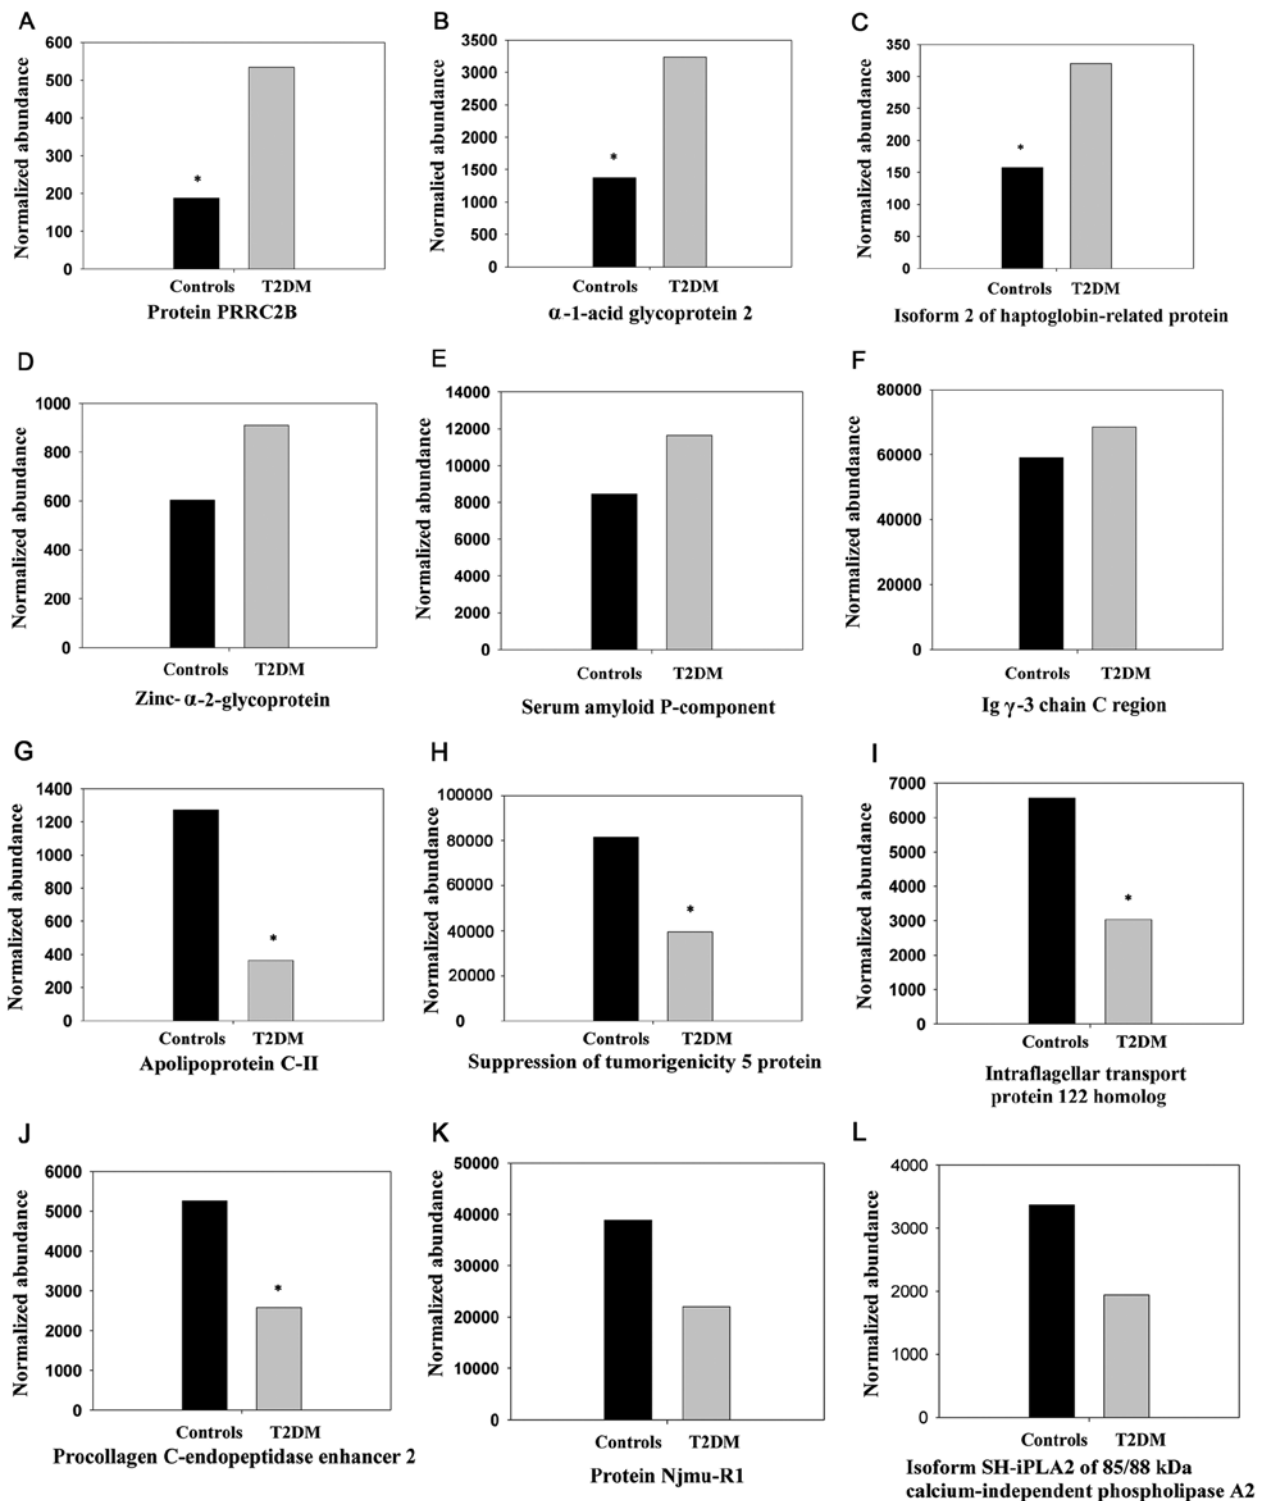 A
Normalized abundance
600
500
400
300
200
100
0
*
Controls T2DM
Protein PRRC2B
B
Normalied abundance
3500
3000
2500
2000
1500
1000
500
0
*
Controls T2DM
α-1-acid glycoprotein 2
C
Normalized abundance
350
300
250
200
150
100
50
0
*
Controls T2DM
Isoform 2 of haptoglobin-related protein
D
Normalized abundance
1000
800
600
400
200
0
Controls T2DM
Zinc- α-2-glycoprotein
E
Normalized abundance
14000
12000
10000
8000
6000
4000
2000
0
Controls T2DM
Serum amyloid P-component
F
Normalized abundaance
80000
60000
40000
20000
0
Controls T2DM
Ig γ-3 chain C region
G
Normalized abundance
1400
1200
1000
800
600
400
200
0
*
Controls T2DM
Apolipoprotein C-II
H
Normalized abundance
100000
80000
60000
40000
20000
0
*
Controls T2DM
Suppression of tumorigenicity 5 protein
I
Normalized abundance
7000
6000
5000
4000
3000
2000
1000
0
*
Controls T2DM
Intraflagellar transport
protein 122 homolog
J
Normalized abundance
6000
5000
4000
3000
2000
1000
0
*
Controls T2DM
Procollagen C-endopeptidase enhancer 2
K
Normalized abundance
50000
40000
30000
20000
10000
0
Controls T2DM
Protein Njmu-R1
L
Normalized abundance
4000
3000
2000
1000
0
Controls T2DM
Isoform SH-iPLA2 of 85/88 kDa
calcium-independent phospholipase A2